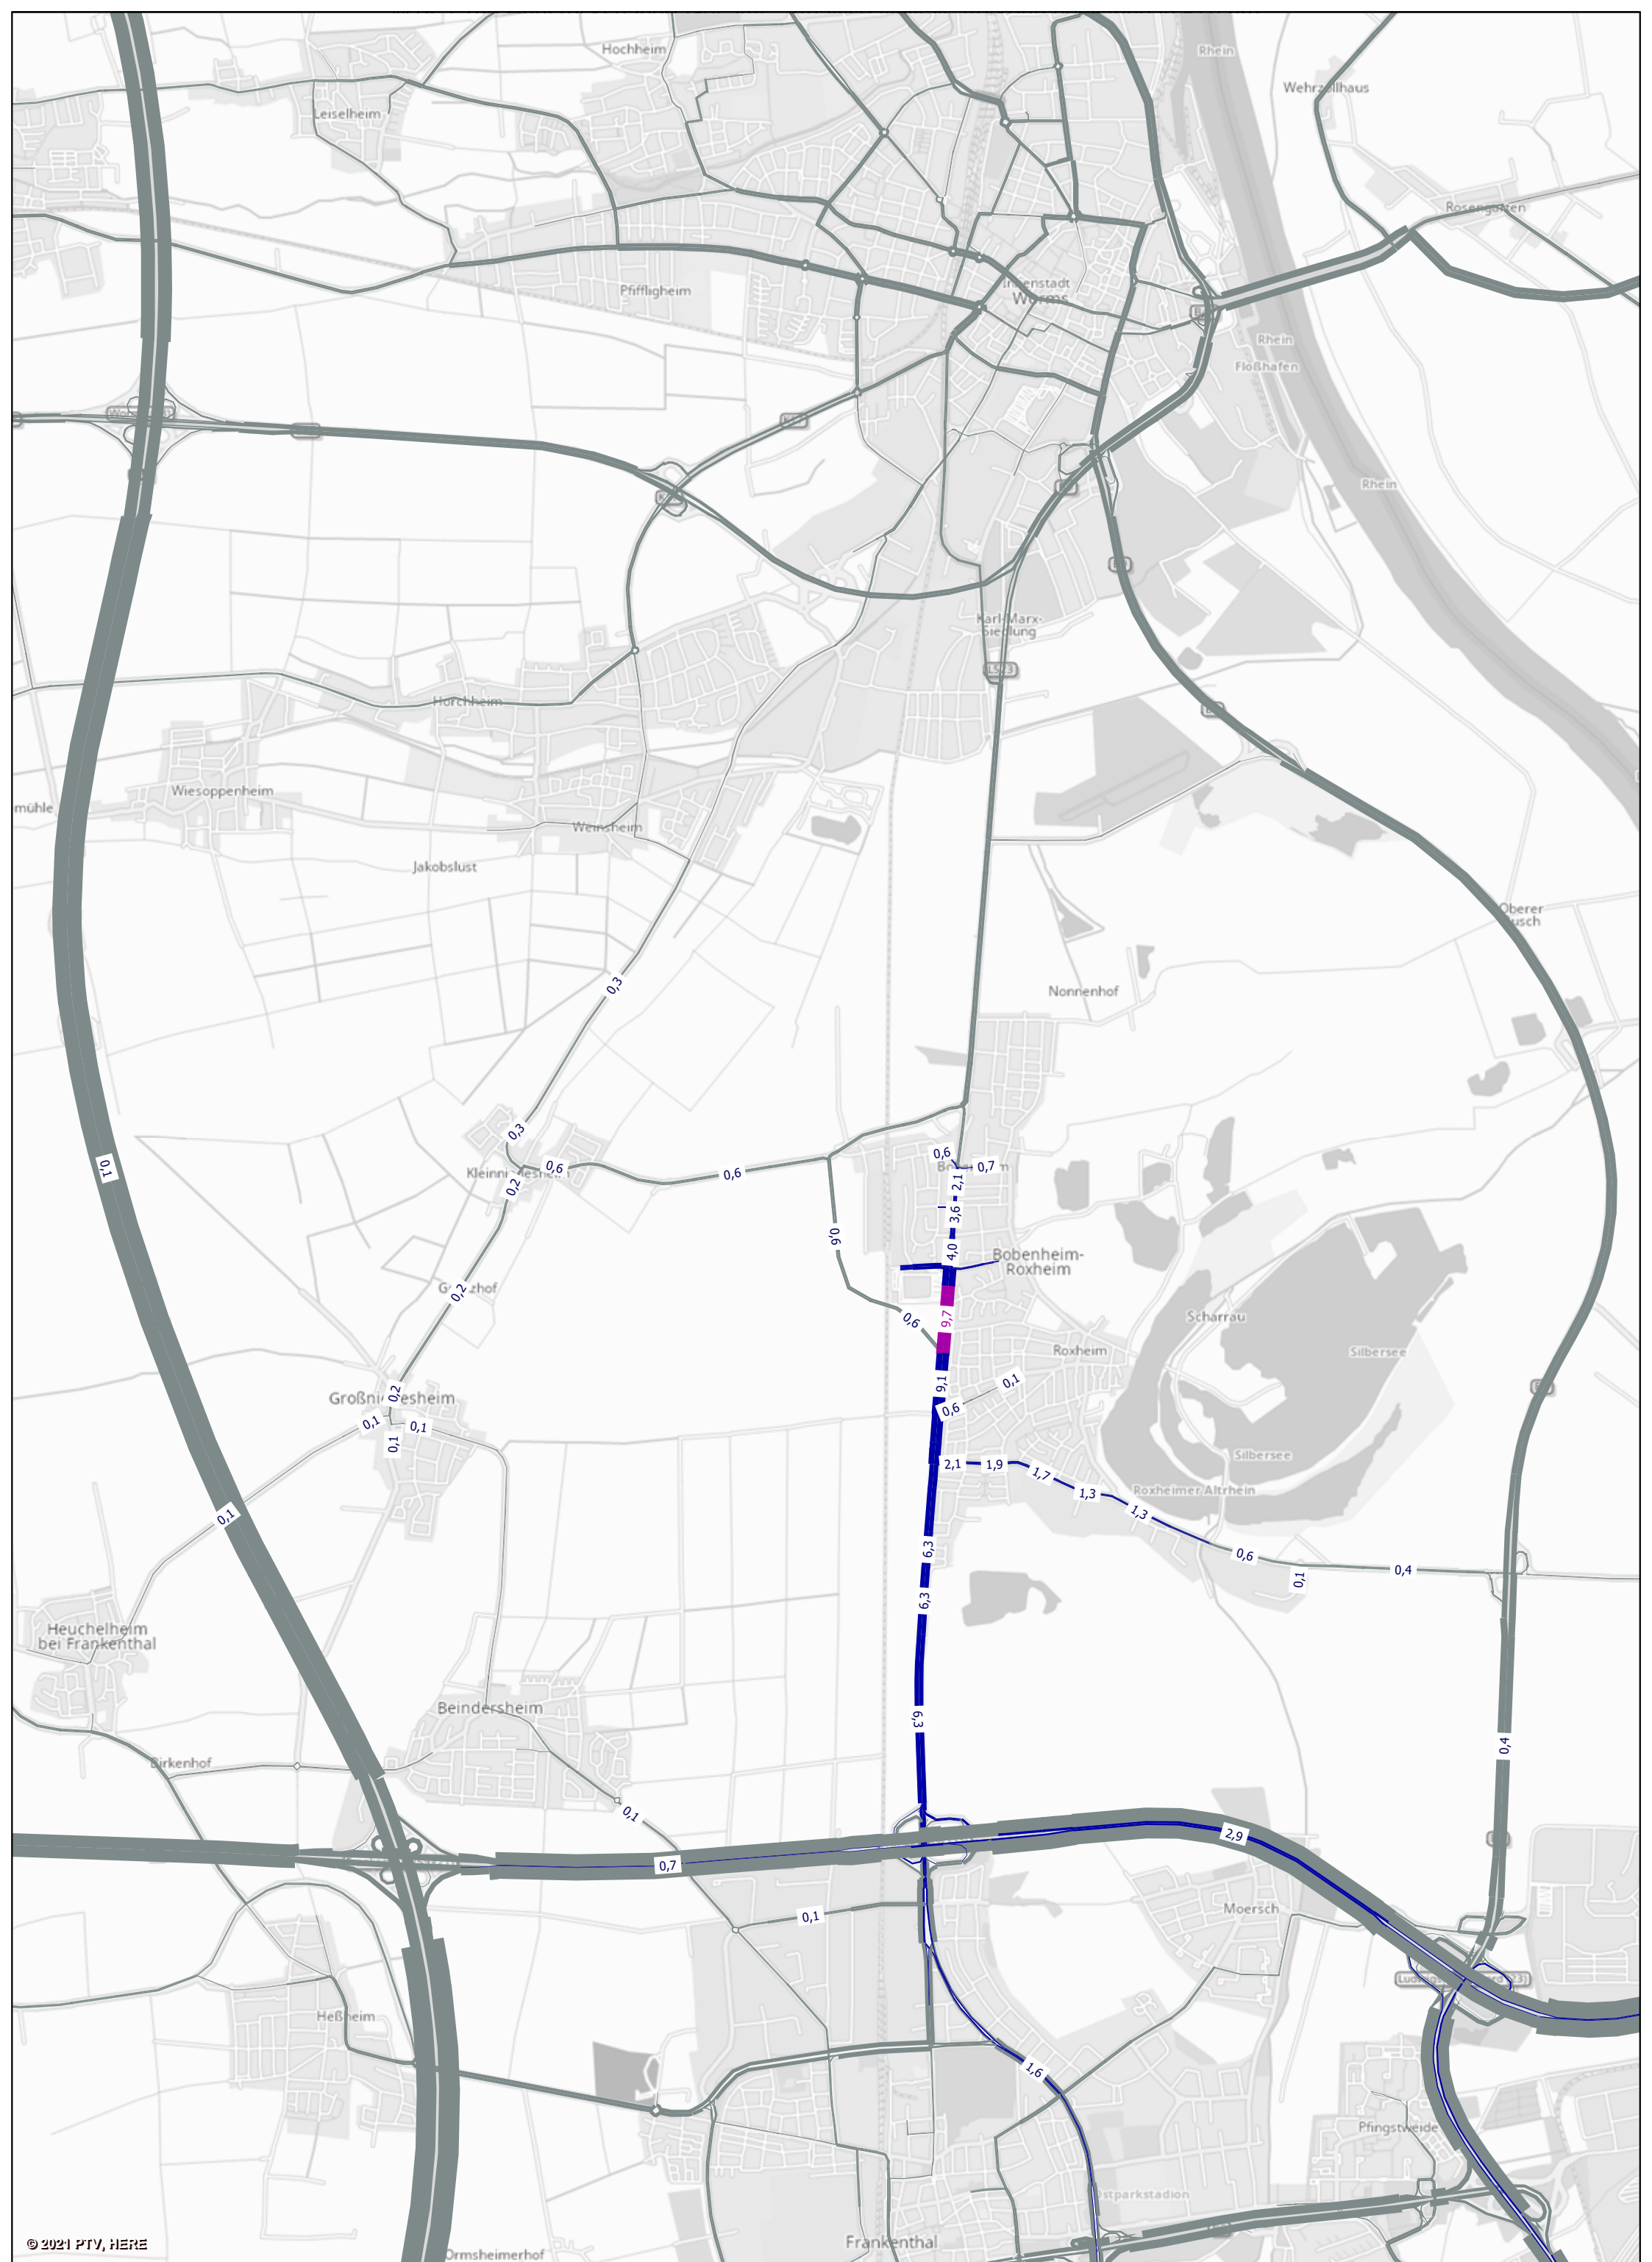 Hochheim
Rhein
Wehrzollhaus
Leiselheim
Rosengarten
Pfiffligheim
Innenstadt
Worms
Rhein
Floßhafen
Rhein
Karl-Marx-
Siedlung
Horchheim
Wiesoppenheim
mühle
Weinsheim
Jakobslust
Oberer
Busch
0,3
Nonnenhof
0,3
0,6
0,7
0,1
Kleinniedesheim
0,6
0,6
0,2
2,1
3,6
0,6
4,0
Bobenheim-
Roxheim
0,2
9,7
0,6
Scharrau
Roxheim
Silbersee
0,2
9,1
0,1
Großniedesheim
0,6
0,1
0,1
0,1
Silbersee
2,1
1,9
1,7
1,3
Roxheimer Altrhein
1,3
0,1
6,3
0,6
0,4
0,1
6,3
Heuchelheim
bei Frankenthal
Beindersheim
6,3
0,4
Birkenhof
0,1
2,9
0,7
Moersch
0,1
Heßheim
1,6
Pfingstweide
Ostparkstadion
Frankenthal
© 2021 PTV, HERE
Ormsheimerhof